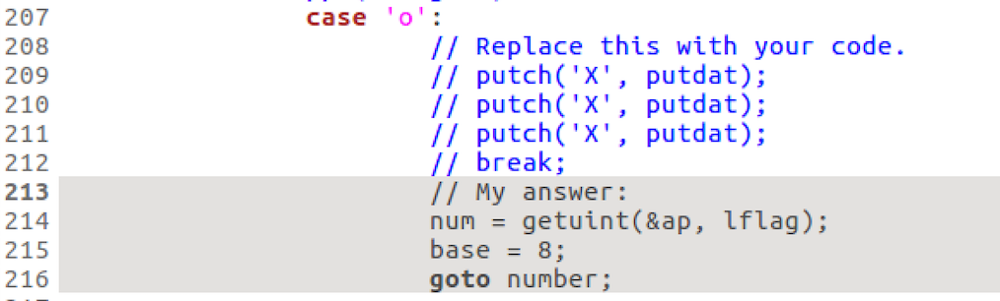 207 case 'o':
208 // Replace this with your code.
209 // putch('X', putdat);
210 // putch('X', putdat);
211 // putch('X', putdat);
212 // break;
213 // My answer:
214 num = getuint(&ap, lflag);
215 base = 8;
216 goto number;